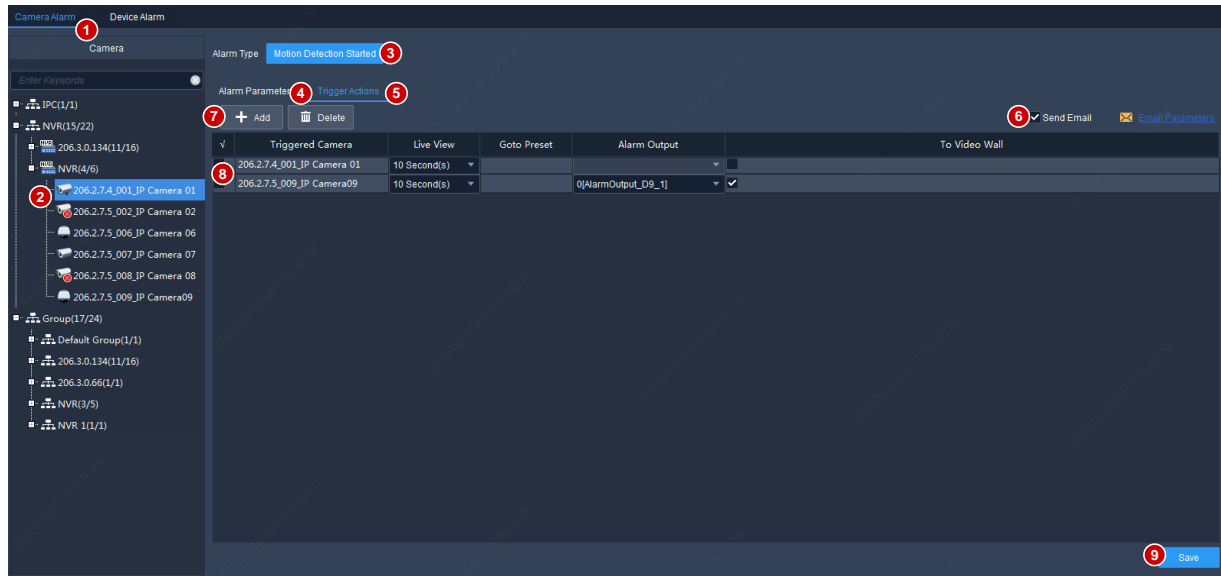 Camera Alarm Device Alarm
1
Camera
Alarm Type Motion Detection Started 3
Enter Keywords
Alarm Parameter 4 Trigger Actions 5
IPC(1/1)
7 Add Delete 6 Send Email Email Parameters
NVR(15/22)
√ Triggered Camera Live View Goto Preset Alarm Output To Video Wall
206.3.0.134(11/16)
206.2.7.4_001_IP Camera 01 10 Second(s)
NVR(4/6)
8
206.2.7.5_009_IP Camera09 10 Second(s) 0[AlarmOutput_D9_1]
2 206.2.7.4_001_IP Camera 01
206.2.7.5_002_IP Camera 02
206.2.7.5_006_IP Camera 06
206.2.7.5_007_IP Camera 07
206.2.7.5_008_IP Camera 08
206.2.7.5_009_IP Camera09
Group(17/24)
Default Group(1/1)
206.3.0.134(11/16)
206.3.0.66(1/1)
NVR(3/5)
NVR 1(1/1)
9 Save